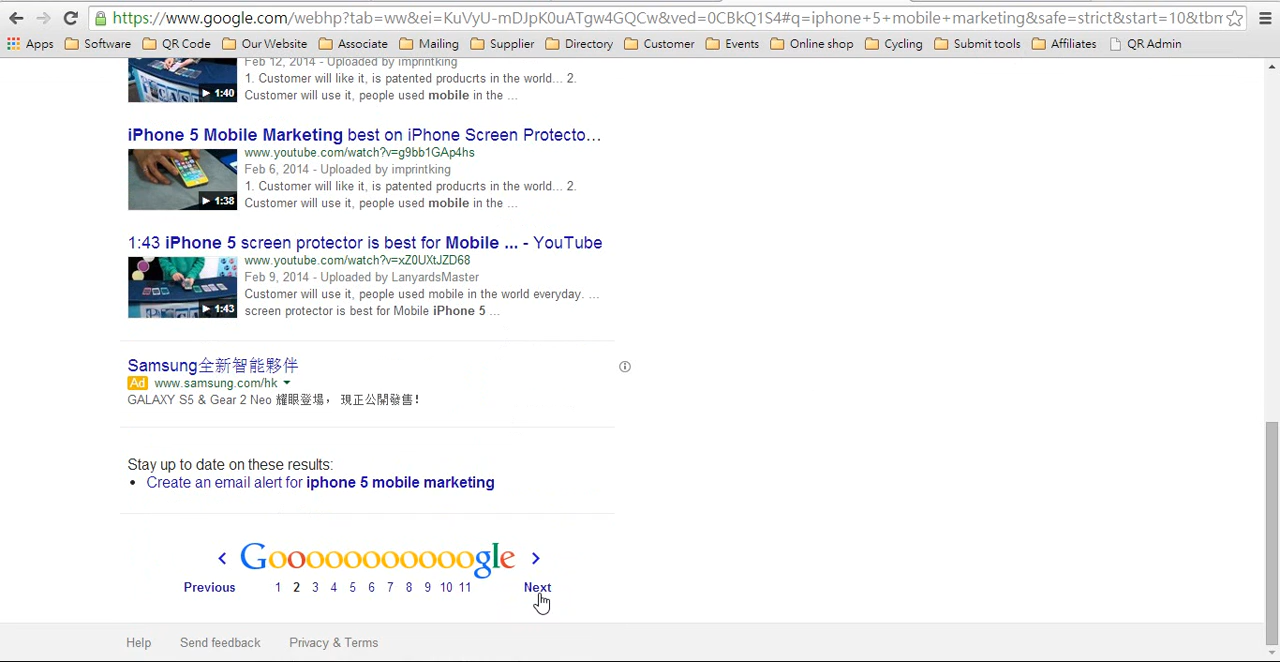 https://www.google.com/webhp?tab=ww&ei=KuVyU-mDJpK0uATgw4GQCw&ved=0CBkQ1S4#q=iphone+5+mobile+marketing&safe=strict&start=10&tbn
Apps Software QR Code Our Website Associate Mailing Supplier Directory Customer Events Online shop Cycling Submit tools Affiliates QR Admin
Feb 12, 2014 - Uploaded by imprintking
1. Customer will like it, is patented producrts in the world... 2.
1:40
Customer will use it, people used mobile in the ...
iPhone 5 Mobile Marketing best on iPhone Screen Protecto...
www.youtube.com/watch?v=g9bb1GAp4hs
Feb 6, 2014 - Uploaded by imprintking
1. Customer will like it, is patented producrts in the world... 2.
1:38
Customer will use it, people used mobile in the ...
1:43 iPhone 5 screen protector is best for Mobile ... - YouTube
www.youtube.com/watch?v=xZ0UXtJZD68
Feb 9, 2014 - Uploaded by LanyardsMaster
Customer will use it, people used mobile in the world everyday. ...
1:43
screen protector is best for Mobile iPhone 5 ...
Samsung全新智能夥伴
Ad www.samsung.com/hk
GALAXY S5 & Gear 2 Neo 耀眼登場， 現正公開發售！
Stay up to date on these results:
• Create an email alert for iphone 5 mobile marketing
< Goooooooooogle >
Previous 1 2 3 4 5 6 7 8 9 10 11 Next
Help Send feedback Privacy & Terms